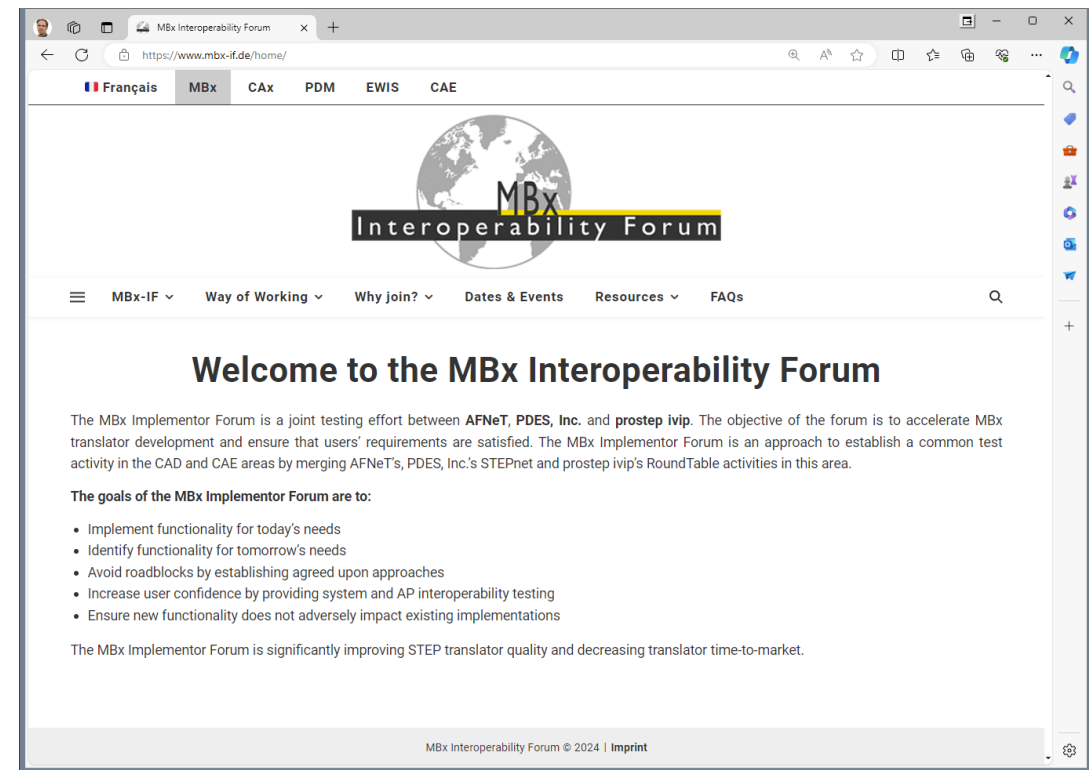 MBx Interoperability Forum
https://www.mbx-if.de/home/
Français MBx CAx PDM EWIS CAE
MBx
Interoperability Forum
MBx-IF Way of Working Why join? Dates & Events Resources FAQs
Welcome to the MBx Interoperability Forum
The MBx Implementor Forum is a joint testing effort between AFNeT, PDES, Inc. and prostep ivip. The objective of the forum is to accelerate MBx
translator development and ensure that users’ requirements are satisfied. The MBx Implementor Forum is an approach to establish a common test
activity in the CAD and CAE areas by merging AFNeT’s, PDES, Inc.’s STEPnet and prostep ivip’s RoundTable activities in this area.
The goals of the MBx Implementor Forum are to:
• Implement functionality for today’s needs
• Identify functionality for tomorrow’s needs
• Avoid roadblocks by establishing agreed upon approaches
• Increase user confidence by providing system and AP interoperability testing
• Ensure new functionality does not adversely impact existing implementations
The MBx Implementor Forum is significantly improving STEP translator quality and decreasing translator time-to-market.
MBx Interoperability Forum © 2024 | Imprint